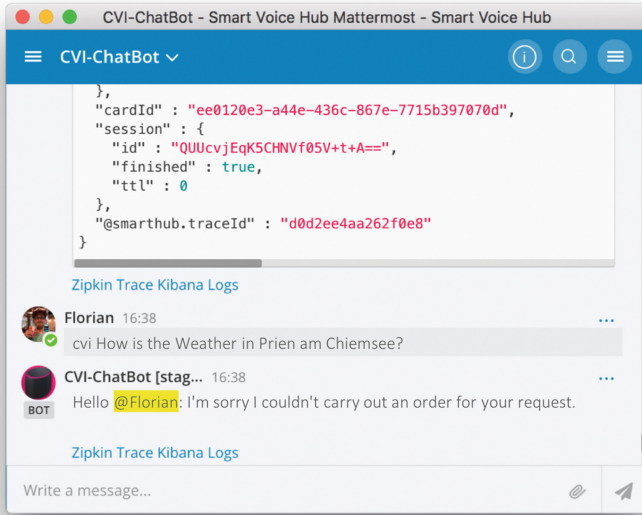 CVI-ChatBot - Smart Voice Hub Mattermost - Smart Voice Hub
CVI-ChatBot
},
"cardId" : "ee0120e3-a44e-436c-867e-7715b397070d",
"session" : {
"id" : "QUUcvjEqK5CHNVf05V+t+A==",
"finished" : true,
"ttl" : 0
},
"@smarthub.traceId" : "d0d2ee4aa262f0e8"
}
Zipkin Trace Kibana Logs
Florian 16:38
cvi How is the Weather in Prien am Chiemsee?
CVI-ChatBot [stag... 16:38
BOT
Hello @Florian: I'm sorry I couldn't carry out an order for your request.
Zipkin Trace Kibana Logs
Write a message...